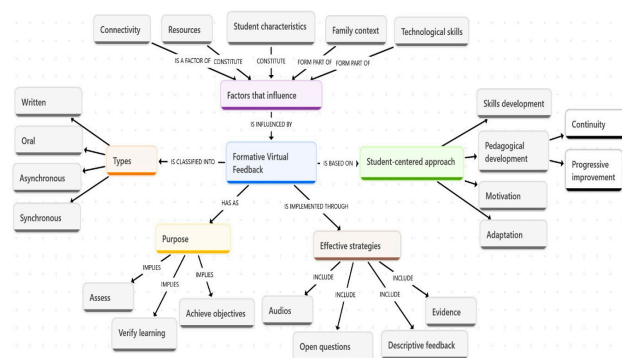 Connectivity
Resources
Student characteristics
Family context
Technological skills
IS A FACTOR OF
CONSTITUTE
CONSTITUTE
FORM PART OF
FORM PART OF
Factors that influence
IS INFLUENCED BY
Written
Oral
Asynchronous
Synchronous
Types
IS CLASSIFIED INTO
Formative Virtual
Feedback
IS BASED ON
Student-centered approach
Skills development
Pedagogical
development
Motivation
Adaptation
Continuity
Progressive
improvement
HAS AS
IS IMPLEMENTED THROUGH
Purpose
IMPLIES
IMPLIES
IMPLIES
Assess
Verify learning
Achieve objectives
Effective strategies
INCLUDE
INCLUDE
INCLUDE
INCLUDE
Audios
Open questions
Descriptive feedback
Evidence